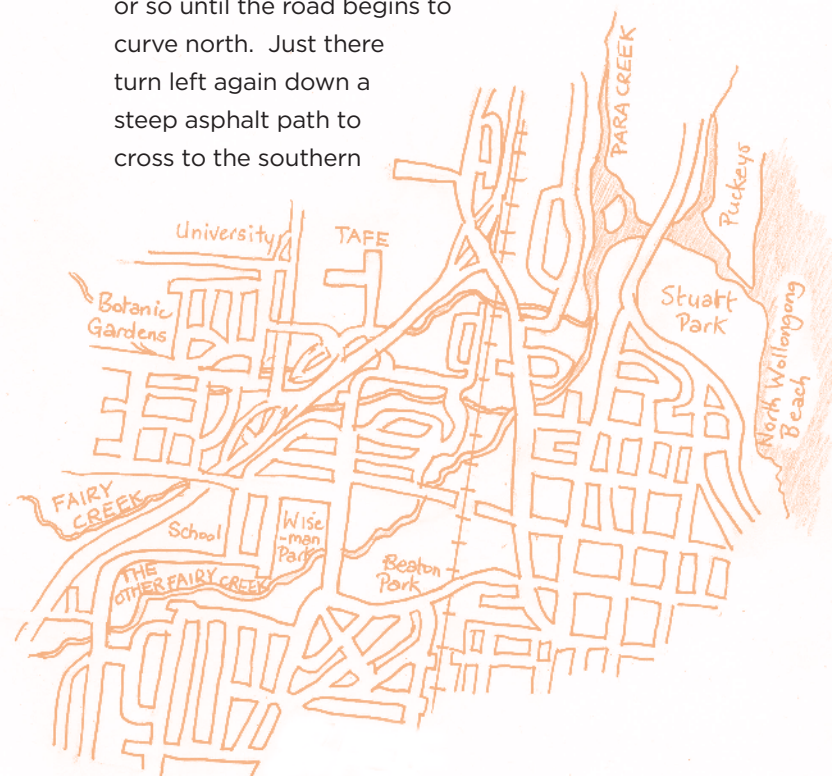 or so until the road begins to
curve north. Just there
turn left again down a
steep asphalt path to
cross to the southern
PARA CREEK
Puckeys
University
TAFE
Botanic
Gardens
Stuart
Park
North Wollongong
Beach
FAIRY
CREEK
School
Wise
-man
Park
THE
OTHER FAIRY CREEK
Beaton
Park